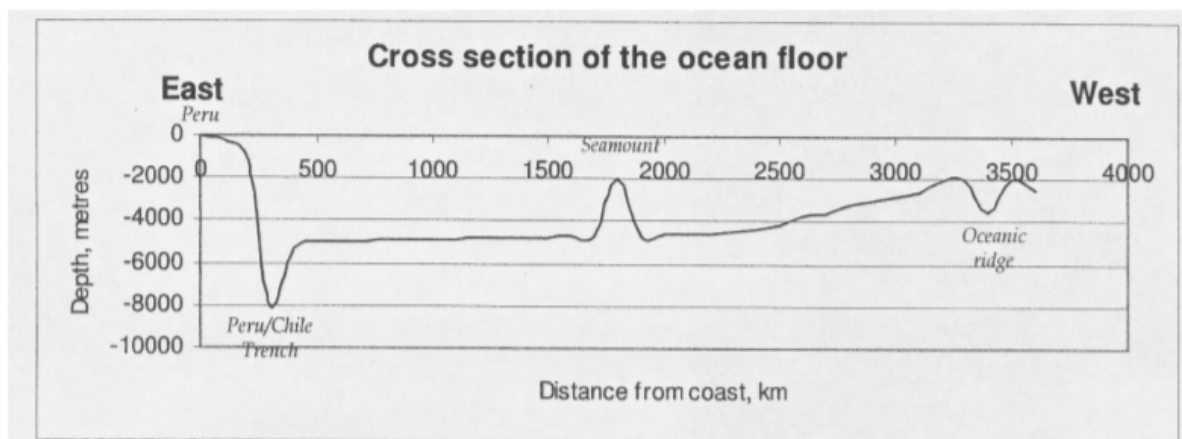 Cross section of the ocean floor
East
West
Peru
0
Seamount
0 500 1000 1500 2000 2500 3000 3500 4000
-2000
-4000
-6000
-8000
-10000
Depth, metres
Oceanic
ridge
Peru/Chile
Trench
Distance from coast, km